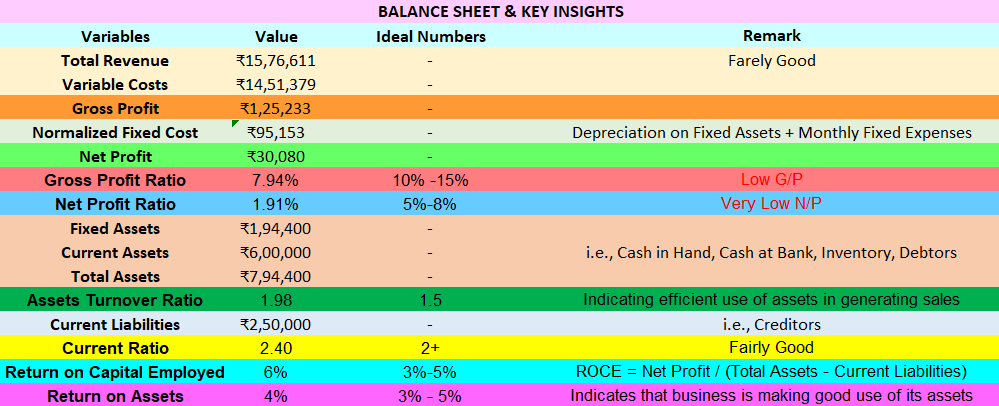 BALANCE SHEET & KEY INSIGHTS
Variables Value Ideal Numbers Remark
Total Revenue ₹15,76,611 - Farely Good
Variable Costs ₹14,51,379 -
Gross Profit ₹1,25,233 -
Normalized Fixed Cost ₹95,153 - Depreciation on Fixed Assets + Monthly Fixed Expenses
Net Profit ₹30,080 -
Gross Profit Ratio 7.94% 10% -15% Low G/P
Net Profit Ratio 1.91% 5%-8% Very Low N/P
Fixed Assets ₹1,94,400 -
Current Assets ₹6,00,000 - i.e., Cash in Hand, Cash at Bank, Inventory, Debtors
Total Assets ₹7,94,400 -
Assets Turnover Ratio 1.98 1.5 Indicating efficient use of assets in generating sales
Current Liabilities ₹2,50,000 - i.e., Creditors
Current Ratio 2.40 2+ Fairly Good
Return on Capital Employed 6% 3%-5% ROCE = Net Profit / (Total Assets - Current Liabilities)
Return on Assets 4% 3% - 5% Indicates that business is making good use of its assets